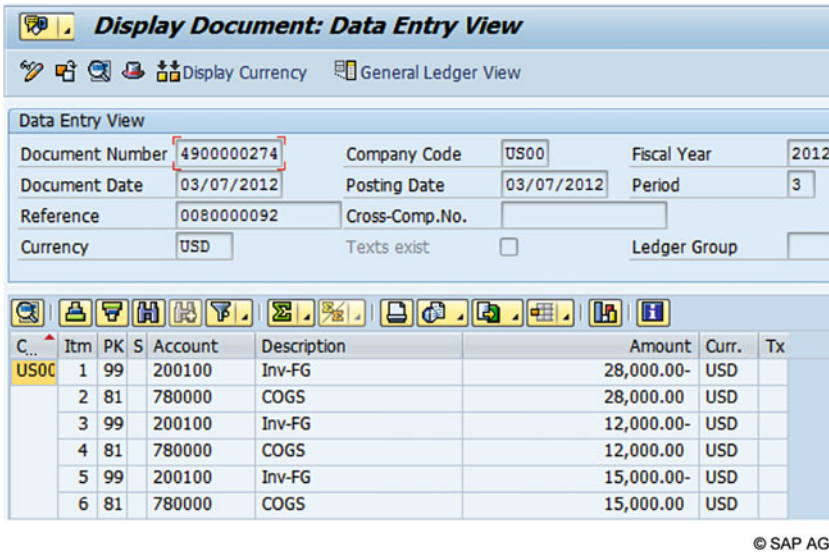 Display Document: Data Entry View
Display Currency General Ledger View
Data Entry View
Document Number 4900000274 Company Code US00 Fiscal Year 2012
Document Date 03/07/2012 Posting Date 03/07/2012 Period 3
Reference 0080000092 Cross-Comp.No.
Currency USD Texts exist Ledger Group
C... Itm PK S Account Description Amount Curr. Tx
US00 1 99 200100 Inv-FG 28,000.00- USD
2 81 780000 COGS 28,000.00 USD
3 99 200100 Inv-FG 12,000.00- USD
4 81 780000 COGS 12,000.00 USD
5 99 200100 Inv-FG 15,000.00- USD
6 81 780000 COGS 15,000.00 USD
© SAP AG